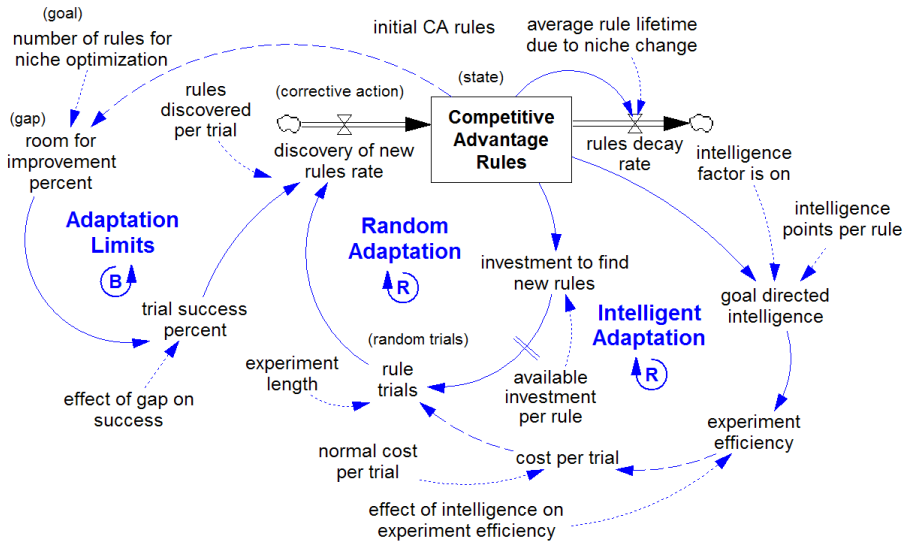 (goal)
number of rules for
niche optimization
initial CA rules
average rule lifetime
due to niche change
(gap)
room for
improvement
percent
rules
discovered
per trial
(corrective action)
discovery of new
rules rate
(state)
Competitive
Advantage
Rules
rules decay
rate
intelligence
factor is on
intelligence
points per rule
Adaptation
Limits
B
Random
Adaptation
R
investment to find
new rules
goal directed
intelligence
Intelligent
Adaptation
R
trial success
percent
(random trials)
rule
trials
experiment
length
available
investment
per rule
effect of gap on
success
experiment
efficiency
normal cost
per trial
cost per trial
effect of intelligence on
experiment efficiency